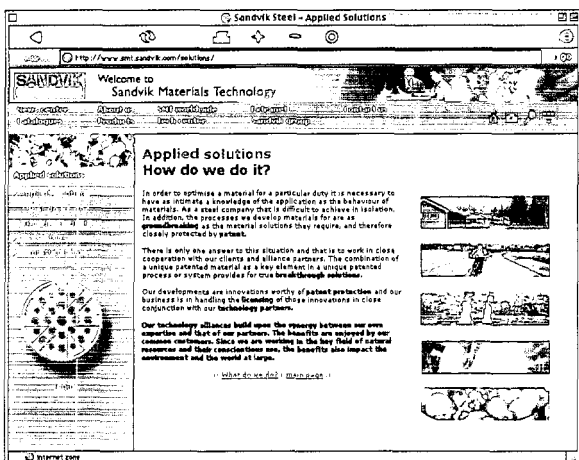 Sandvik Steel - Applied Solutions
http://www.smt.sandvik.com/solutions/
SANDVIK
Welcome to
Sandvik Materials Technology
Applied solutions
Applied solutions
How do we do it?
In order to optimise a material for a particular duty it is necessary to
have as intimate a knowledge of the application as the behaviour of
materials. As a steel company that is difficult to achieve in isolation.
In addition, the processes we develop materials for are as
groundbreaking as the material solutions they require, and therefore
closely protected by patent.
There is only one answer to this situation and that is to work in close
cooperation with our clients and alliance partners. The combination of
a unique patented material as a key element in a unique patented
process or system provides for true breakthrough solutions.
Our developments are innovations worthy of patent protection and our
business is in handling the licensing of those innovations in close
conjunction with our technology partners.
Our technology alliances build upon the synergy between our own
expertise and that of our partners. The benefits are enjoyed by our
common customers. Since we are working in the key field of natural
resources and their conscientious use, the benefits also impact the
environment and the world at large.
What do we do? main page
Internet zone